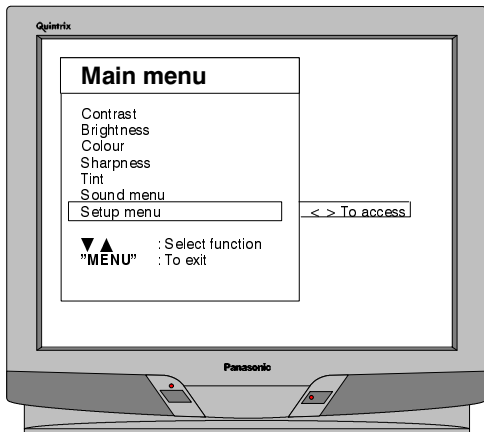 Quintrix
Main menu
Contrast
Brightness
Colour
Sharpness
Tint
Sound menu
Setup menu < > To access
▼ ▲ : Select function
”MENU” : To exit
Panasonic